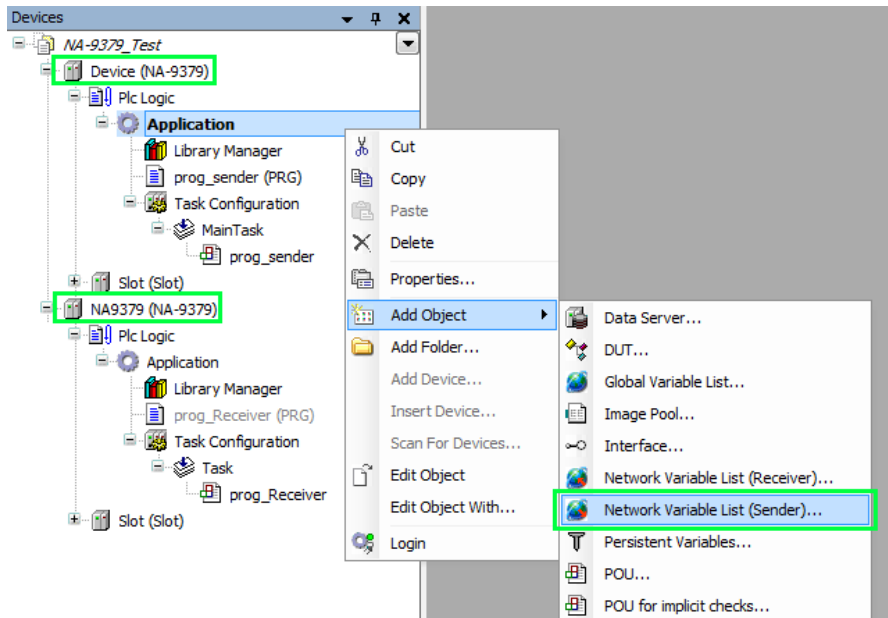 Devices
NA-9379_Test
Device (NA-9379)
Plc Logic
Application
Library Manager
prog_sender (PRG)
Task Configuration
MainTask
prog_sender
Slot (Slot)
NA9379 (NA-9379)
Plc Logic
Application
Library Manager
prog_Receiver (PRG)
Task Configuration
Task
prog_Receiver
Slot (Slot)
Cut
Copy
Paste
Delete
Properties...
Add Object
Add Folder...
Add Device...
Insert Device...
Scan For Devices...
Edit Object
Edit Object With...
Login
Data Server...
DUT...
Global Variable List...
Image Pool...
Interface...
Network Variable List (Receiver)...
Network Variable List (Sender)...
Persistent Variables...
POU...
POU for implicit checks...